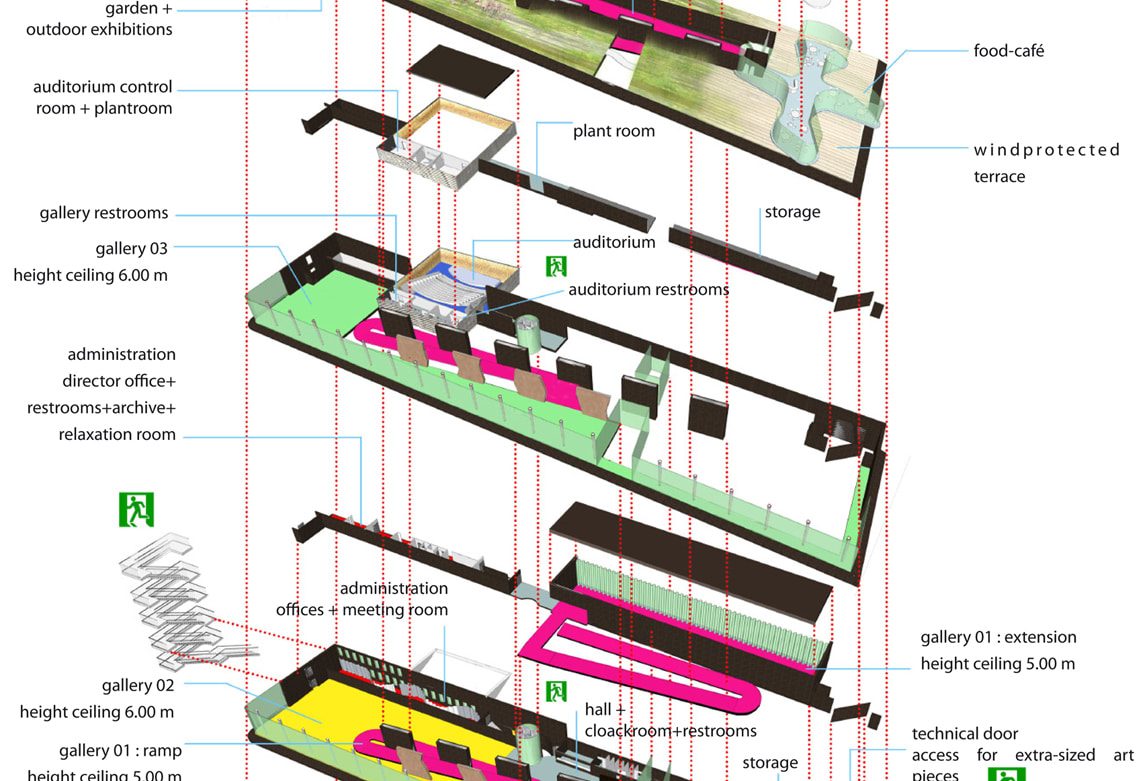 garden +
outdoor exhibitions
food-café
auditorium control
room + plantroom
plant room
windprotected
terrace
gallery restrooms
storage
gallery 03
height ceiling 6.00 m
auditorium
auditorium restrooms
administration
director office+
restrooms+archive+
relaxation room
administration
offices + meeting room
gallery 01 : extension
height ceiling 5.00 m
gallery 02
height ceiling 6.00 m
hall +
cloackroom+restrooms
gallery 01 : ramp
height ceiling 5.00 m
storage
technical door
access for extra-sized art
pieces